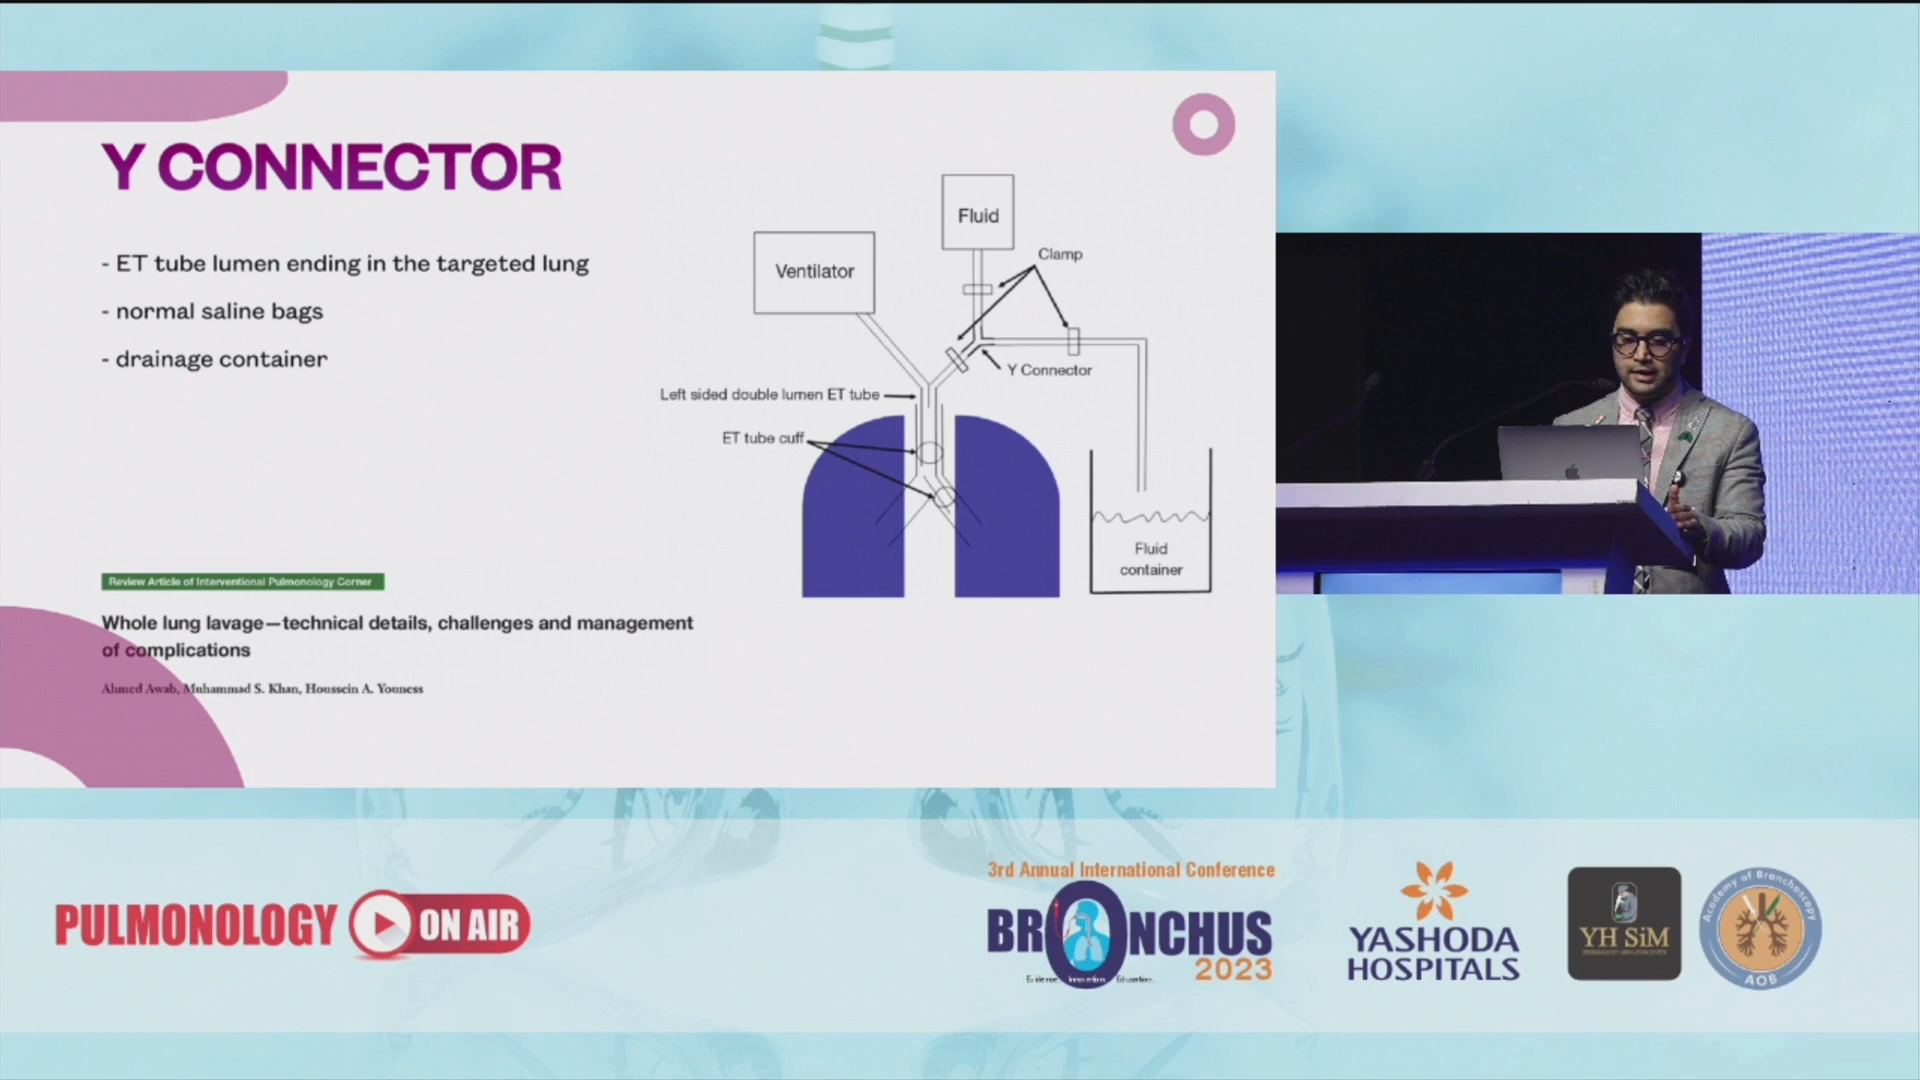 Y CONNECTOR
- ET tube lumen ending in the targeted lung
- normal saline bags
- drainage container
Fluid
Ventilator
Clamp
Y Connector
Left sided double lumen ET tube
ET tube cuff
Fluid
container
Review Article of Interventional Pulmonology Corner
Whole lung lavage—technical details, challenges and management
of complications
Ahmed Awab, Muhammad S. Khan, Houssein A. Youness
PULMONOLOGY ON AIR
3rd Annual International Conference
BRONCHUS
2023
Evidence. Innovation. Education.
YASHODA
HOSPITALS
YH SiM
Academy of Bronchoscopy
AOB